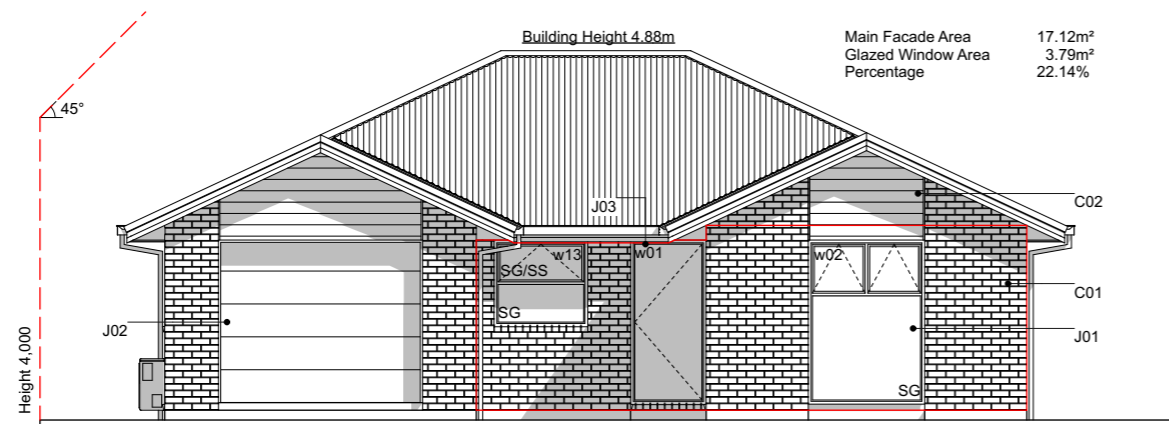 Building Height 4.88m
Main Facade Area 17.12m²
Glazed Window Area 3.79m²
Percentage 22.14%
45°
J03
C02
w13
w01
w02
SG/SS
C01
SG
J02
J01
SG
Height 4,000